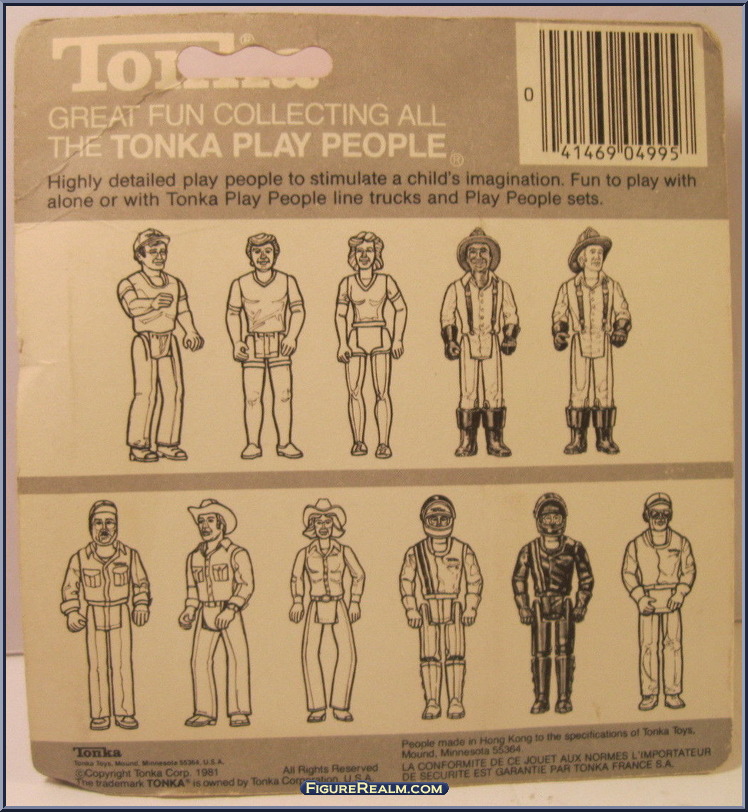 Tonka®
GREAT FUN COLLECTING ALL
THE TONKA PLAY PEOPLE®
0
41469 04995
Highly detailed play people to stimulate a child's imagination. Fun to play with
alone or with Tonka Play People line trucks and Play People sets.
Tonka
Tonka Toys, Mound, Minnesota 55364, U.S.A.
©Copyright Tonka Corp. 1981 All Rights Reserved
The trademark TONKA® is owned by Tonka Corporation, U.S.A.
People made in Hong Kong to the specifications of Tonka Toys,
Mound, Minnesota 55364
LA CONFORMITE DE CE JOUET AUX NORMES L'IMPORTATEUR
DE SECURITE EST GARANTIE PAR TONKA FRANCE S.A.
FIGUREREALM.COM